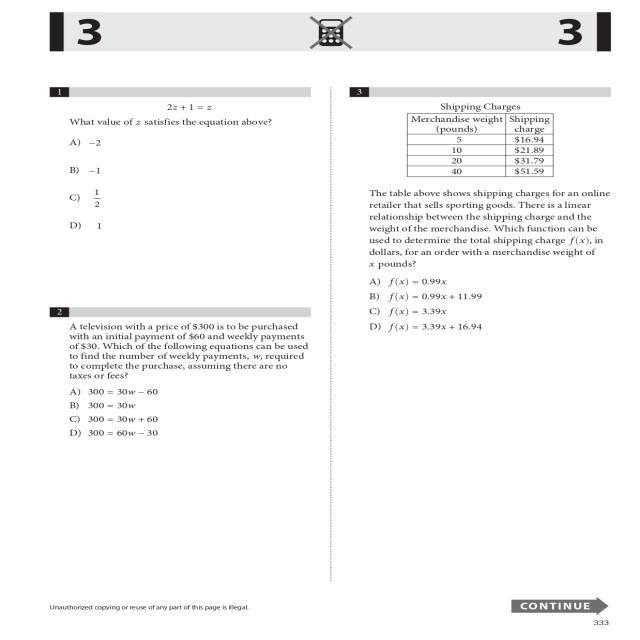 3
3
1
2z + 1 = z
What value of z satisfies the equation above?
A) −2
B) −1
C) 1/2
D) 1
2
A television with a price of $300 is to be purchased
with an initial payment of $60 and weekly payments
of $30. Which of the following equations can be used
to find the number of weekly payments, w, required
to complete the purchase, assuming there are no
taxes or fees?
A) 300 = 30w − 60
B) 300 = 30w
C) 300 = 30w + 60
D) 300 = 60w − 30
3
Shipping Charges
Merchandise weight (pounds) Shipping charge
5 $16.94
10 $21.89
20 $31.79
40 $51.59
The table above shows shipping charges for an online
retailer that sells sporting goods. There is a linear
relationship between the shipping charge and the
weight of the merchandise. Which function can be
used to determine the total shipping charge f(x), in
dollars, for an order with a merchandise weight of
x pounds?
A) f(x) = 0.99x
B) f(x) = 0.99x + 11.99
C) f(x) = 3.39x
D) f(x) = 3.39x + 16.94
Unauthorized copying or reuse of any part of this page is illegal.
CONTINUE
333